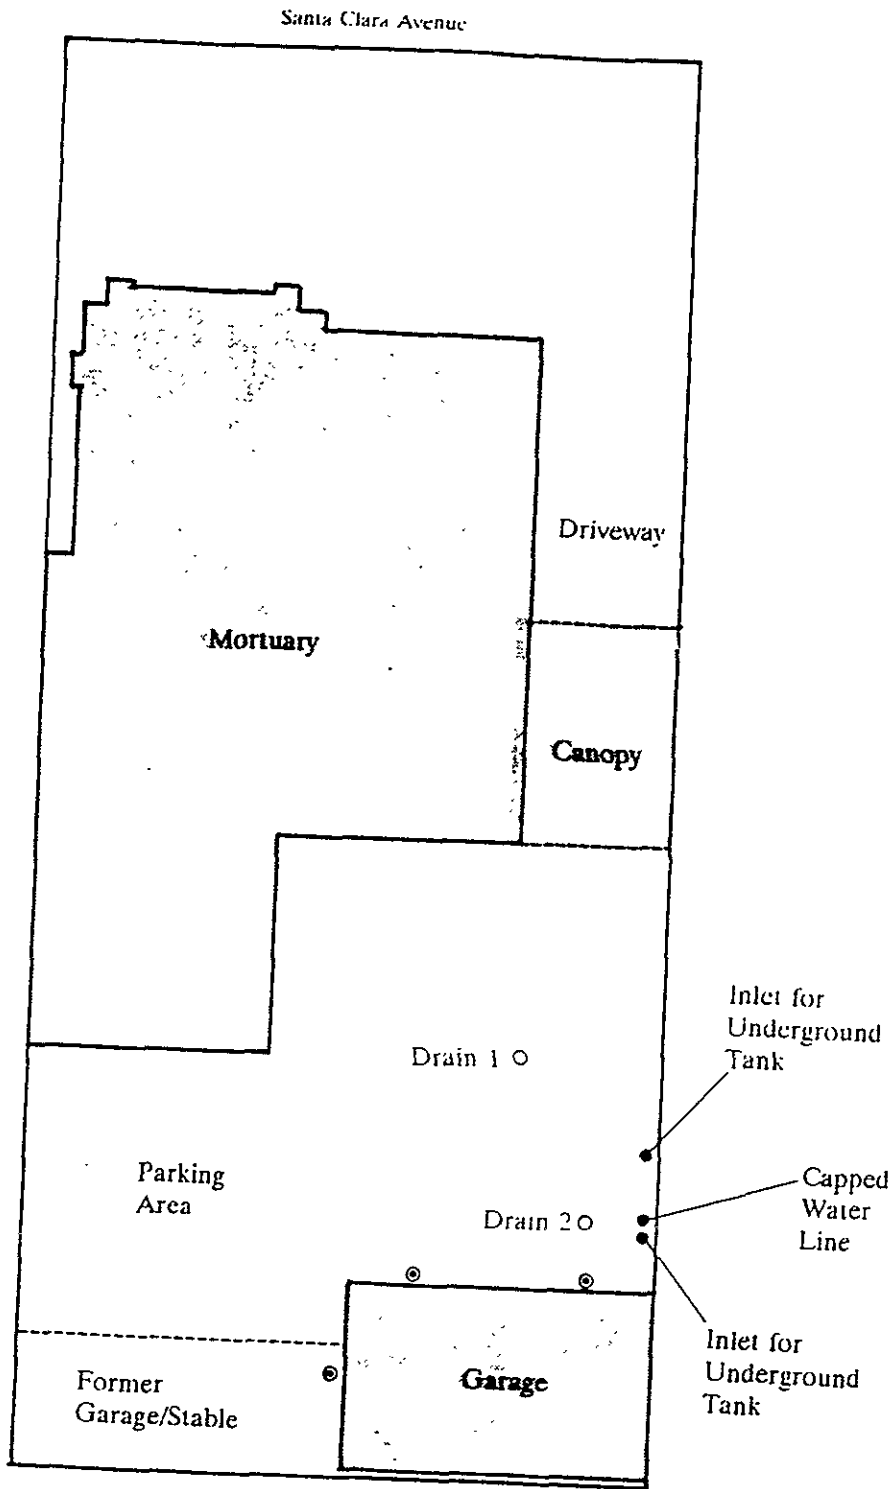 Santa Clara Avenue
Driveway
Mortuary
Canopy
Inlet for
Underground
Tank
Drain 1
Parking
Area
Capped
Water
Line
Drain 2
Inlet for
Underground
Tank
Garage
Former
Garage/Stable